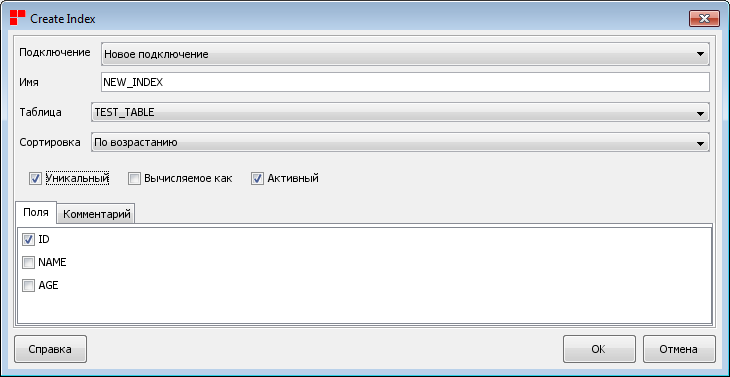 Create Index
Подключение Новое подключение
Имя NEW_INDEX
Таблица TEST_TABLE
Сортировка По возрастанию
Уникальный Вычисляемое как Активный
Поля Комментарий
ID
NAME
AGE
Справка OK Отмена